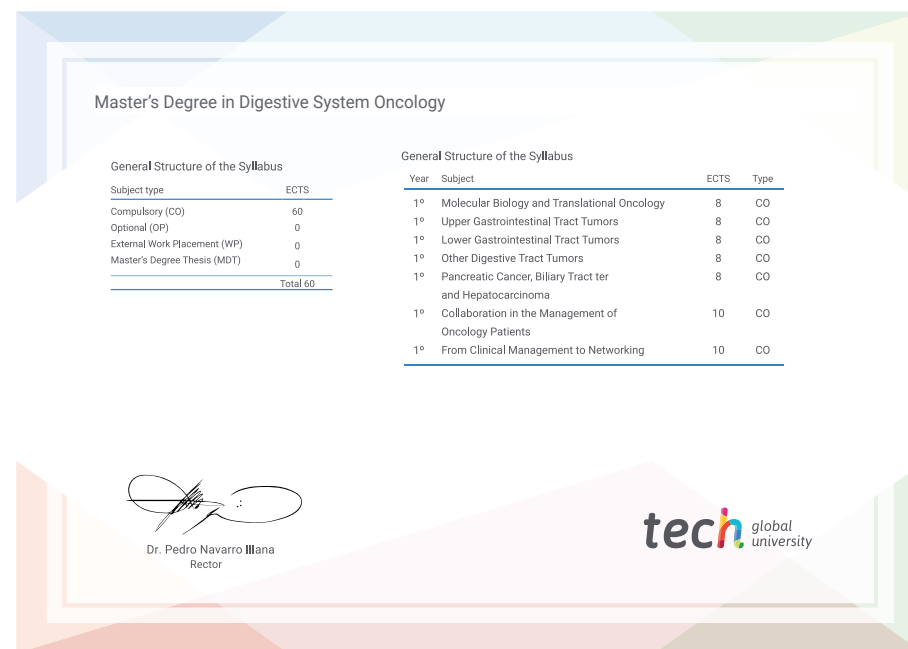 Master's Degree in Digestive System Oncology
General Structure of the Syllabus
Subject type ECTS
Compulsory (CO) 60
Optional (OP) 0
External Work Placement (WP) 0
Master's Degree Thesis (MDT) 0
Total 60
General Structure of the Syllabus
Year Subject ECTS Type
1º Molecular Biology and Translational Oncology 8 CO
1º Upper Gastrointestinal Tract Tumors 8 CO
1º Lower Gastrointestinal Tract Tumors 8 CO
1º Other Digestive Tract Tumors 8 CO
1º Pancreatic Cancer, Biliary Tract ter 8 CO
and Hepatocarcinoma
1º Collaboration in the Management of 10 CO
Oncology Patients
1º From Clinical Management to Networking 10 CO
Dr. Pedro Navarro Illana
Rector
tech global
university